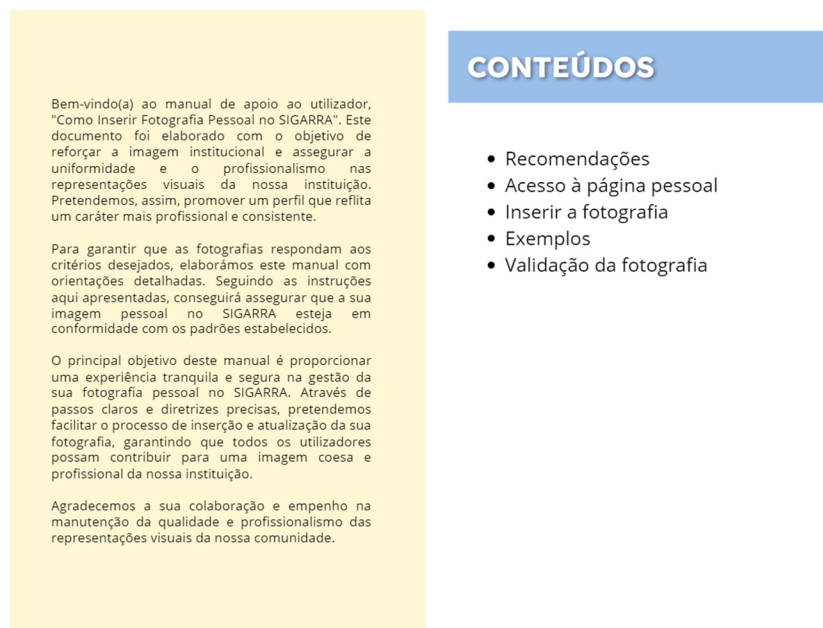 Bem-vindo(a) ao manual de apoio ao utilizador,
"Como Inserir Fotografia Pessoal no SIGARRA". Este
documento foi elaborado com o objetivo de
reforçar a imagem institucional e assegurar a
uniformidade e o profissionalismo nas
representações visuais da nossa instituição.
Pretendemos, assim, promover um perfil que reflita
um caráter mais profissional e consistente.
Para garantir que as fotografias respondam aos
critérios desejados, elaborámos este manual com
orientações detalhadas. Seguindo as instruções
aqui apresentadas, conseguirá assegurar que a sua
imagem pessoal no SIGARRA esteja em
conformidade com os padrões estabelecidos.
O principal objetivo deste manual é proporcionar
uma experiência tranquila e segura na gestão da
sua fotografia pessoal no SIGARRA. Através de
passos claros e diretrizes precisas, pretendemos
facilitar o processo de inserção e atualização da sua
fotografia, garantindo que todos os utilizadores
possam contribuir para uma imagem coesa e
profissional da nossa instituição.
Agradecemos a sua colaboração e empenho na
manutenção da qualidade e profissionalismo das
representações visuais da nossa comunidade.
CONTEÚDOS
• Recomendações
• Acesso à página pessoal
• Inserir a fotografia
• Exemplos
• Validação da fotografia